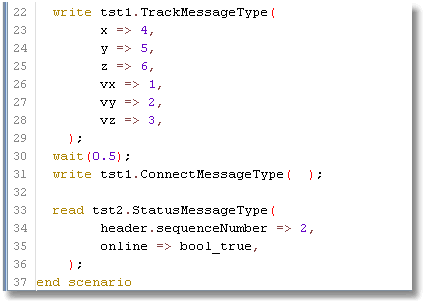 22 write tst1.TrackMessageType(
23 x => 4,
24 y => 5,
25 z => 6,
26 vx => 1,
27 vy => 2,
28 vz => 3,
29 );
30 wait(0.5);
31 write tst1.ConnectMessageType( );
32
33 read tst2.StatusMessageType(
34 header.sequenceNumber => 2,
35 online => bool_true,
36 );
37 end scenario